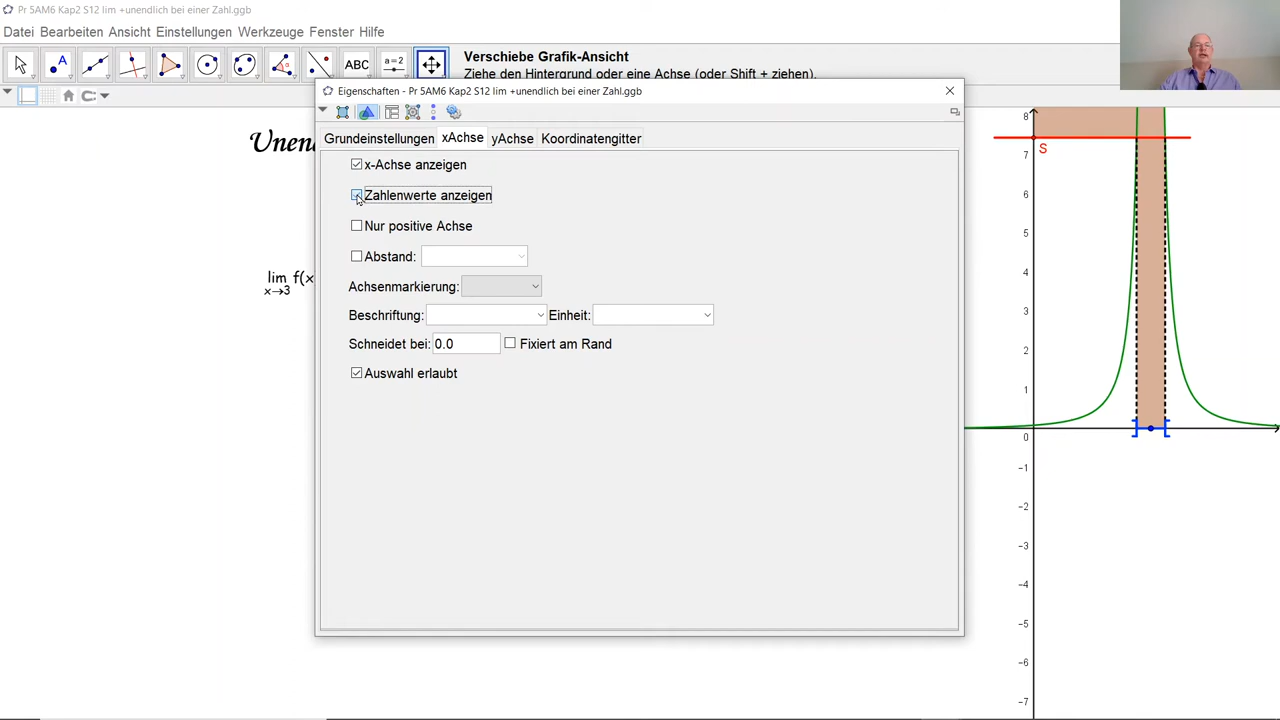 Pr 5AM6 Kap2 S12 lim +unendlich bei einer Zahl.ggb
Datei Bearbeiten Ansicht Einstellungen Werkzeuge Fenster Hilfe
ABC
a=2
A
Verschiebe Grafik-Ansicht
Ziehe den Hintergrund oder eine Achse (oder Shift + ziehen).
Eigenschaften - Pr 5AM6 Kap2 S12 lim +unendlich bei einer Zahl.ggb
Grundeinstellungen xAchse yAchse Koordinatengitter
x-Achse anzeigen
Zahlenwerte anzeigen
Nur positive Achse
Abstand:
Achsenmarkierung:
Beschriftung: Einheit:
Schneidet bei: 0.0 Fixiert am Rand
Auswahl erlaubt
Unen
lim f(x
x→3
8
S
7
6
5
4
3
2
1
0
−1
−2
−3
−4
−5
−6
−7